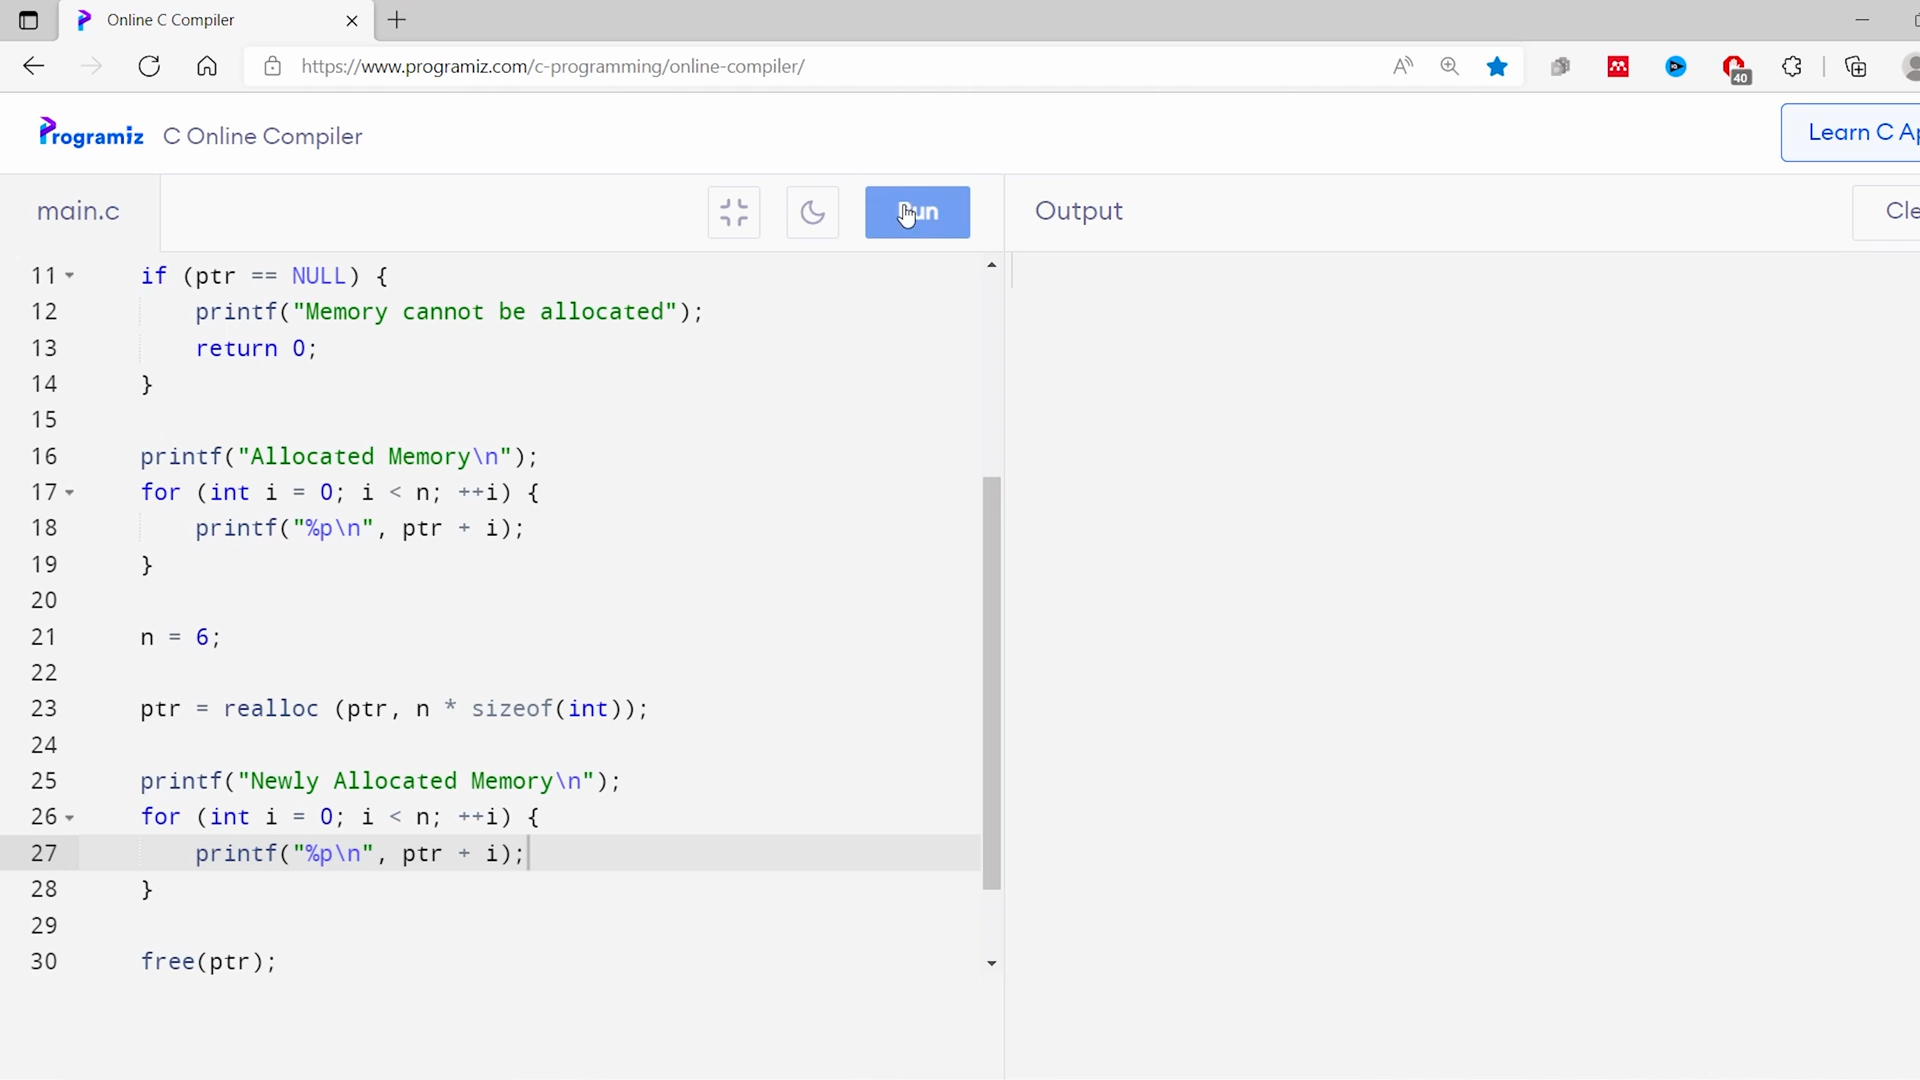 Online C Compiler
https://www.programiz.com/c-programming/online-compiler/
40
Programiz C Online Compiler
Learn C
main.c
Output
11 if (ptr == NULL) {
12 printf("Memory cannot be allocated");
13 return 0;
14 }
15
16 printf("Allocated Memory\n");
17 for (int i = 0; i < n; ++i) {
18 printf("%p\n", ptr + i);
19 }
20
21 n = 6;
22
23 ptr = realloc (ptr, n * sizeof(int));
24
25 printf("Newly Allocated Memory\n");
26 for (int i = 0; i < n; ++i) {
27 printf("%p\n", ptr + i);
28 }
29
30 free(ptr);